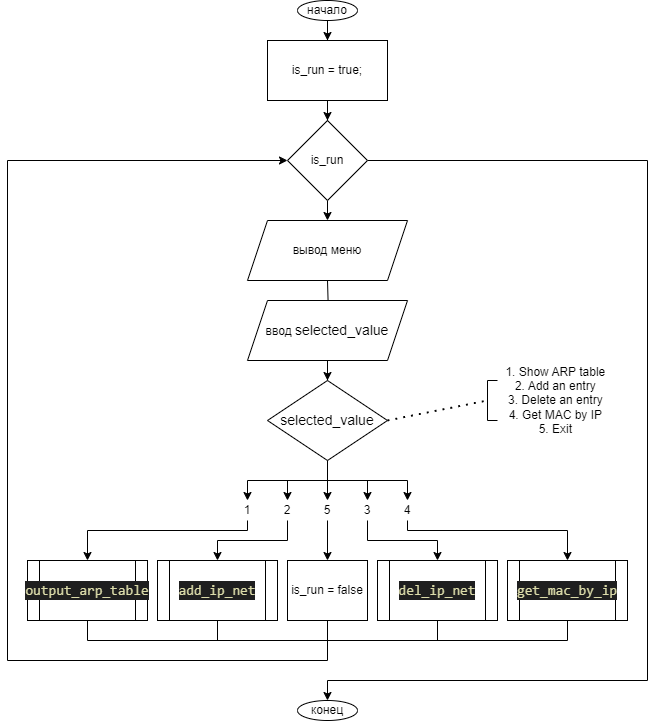 начало
is_run = true;
is_run
вывод меню
ввод selected_value
selected_value
1. Show ARP table
2. Add an entry
3. Delete an entry
4. Get MAC by IP
5. Exit
1 2 5 3 4
output_arp_table add_ip_net is_run = false del_ip_net get_mac_by_ip
конец